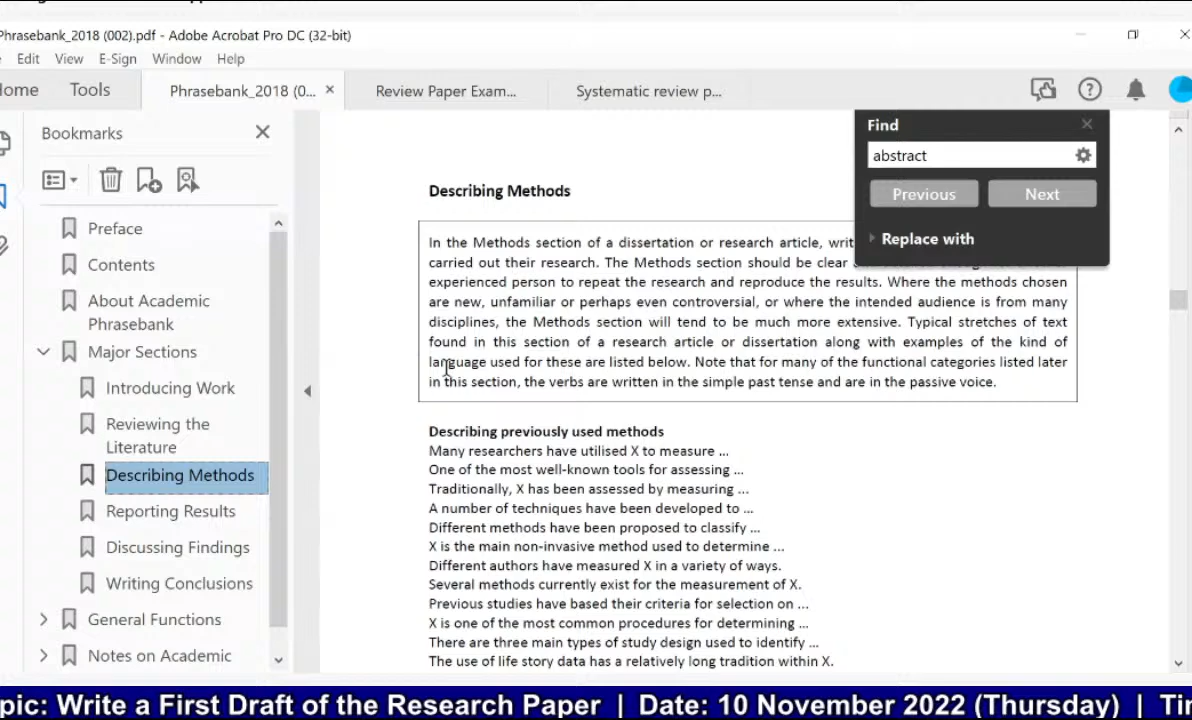 Phrasebank_2018 (002).pdf - Adobe Acrobat Pro DC (32-bit)
Edit View E-Sign Window Help
Home Tools Phrasebank_2018 (0... × Review Paper Exam... Systematic review p...
Bookmarks
Preface
Contents
About Academic
Phrasebank
Major Sections
Introducing Work
Reviewing the
Literature
Describing Methods
Reporting Results
Discussing Findings
Writing Conclusions
General Functions
Notes on Academic
Find
abstract
Previous Next
Replace with
Describing Methods
In the Methods section of a dissertation or research article,
carried out their research. The Methods section should be clear
experienced person to repeat the research and reproduce the results. Where the methods chosen
are new, unfamiliar or perhaps even controversial, or where the intended audience is from many
disciplines, the Methods section will tend to be much more extensive. Typical stretches of text
found in this section of a research article or dissertation along with examples of the kind of
language used for these are listed below. Note that for many of the functional categories listed later
in this section, the verbs are written in the simple past tense and are in the passive voice.
Describing previously used methods
Many researchers have utilised X to measure ...
One of the most well-known tools for assessing ...
Traditionally, X has been assessed by measuring ...
A number of techniques have been developed to ...
Different methods have been proposed to classify ...
X is the main non-invasive method used to determine ...
Different authors have measured X in a variety of ways.
Several methods currently exist for the measurement of X.
Previous studies have based their criteria for selection on ...
X is one of the most common procedures for determining ...
There are three main types of study design used to identify ...
The use of life story data has a relatively long tradition within X.
pic: Write a First Draft of the Research Paper | Date: 10 November 2022 (Thursday) | Tir